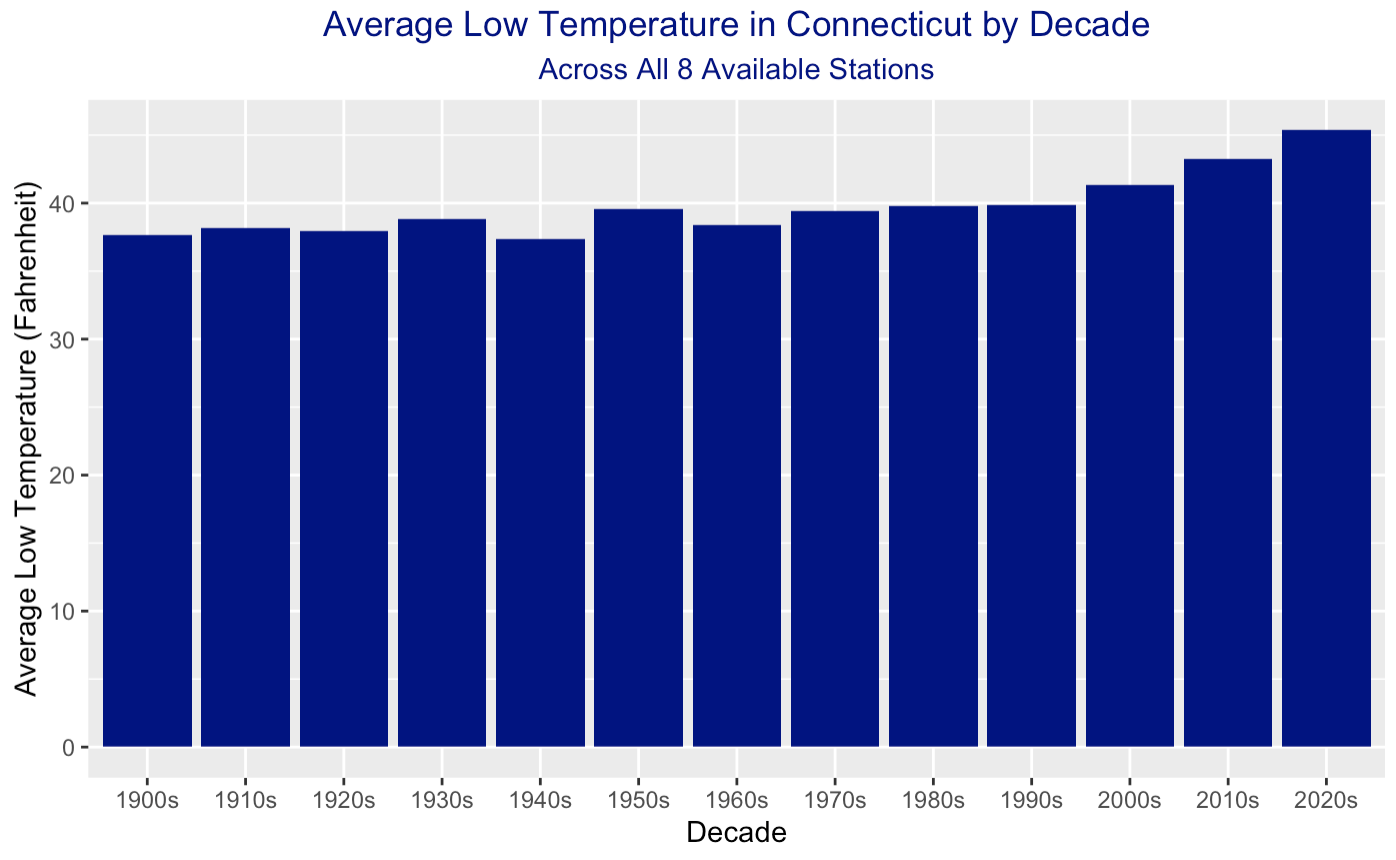 Average Low Temperature in Connecticut by Decade
Across All 8 Available Stations
Average Low Temperature (Fahrenheit)
40
30
20
10
0
1900s 1910s 1920s 1930s 1940s 1950s 1960s 1970s 1980s 1990s 2000s 2010s 2020s
Decade